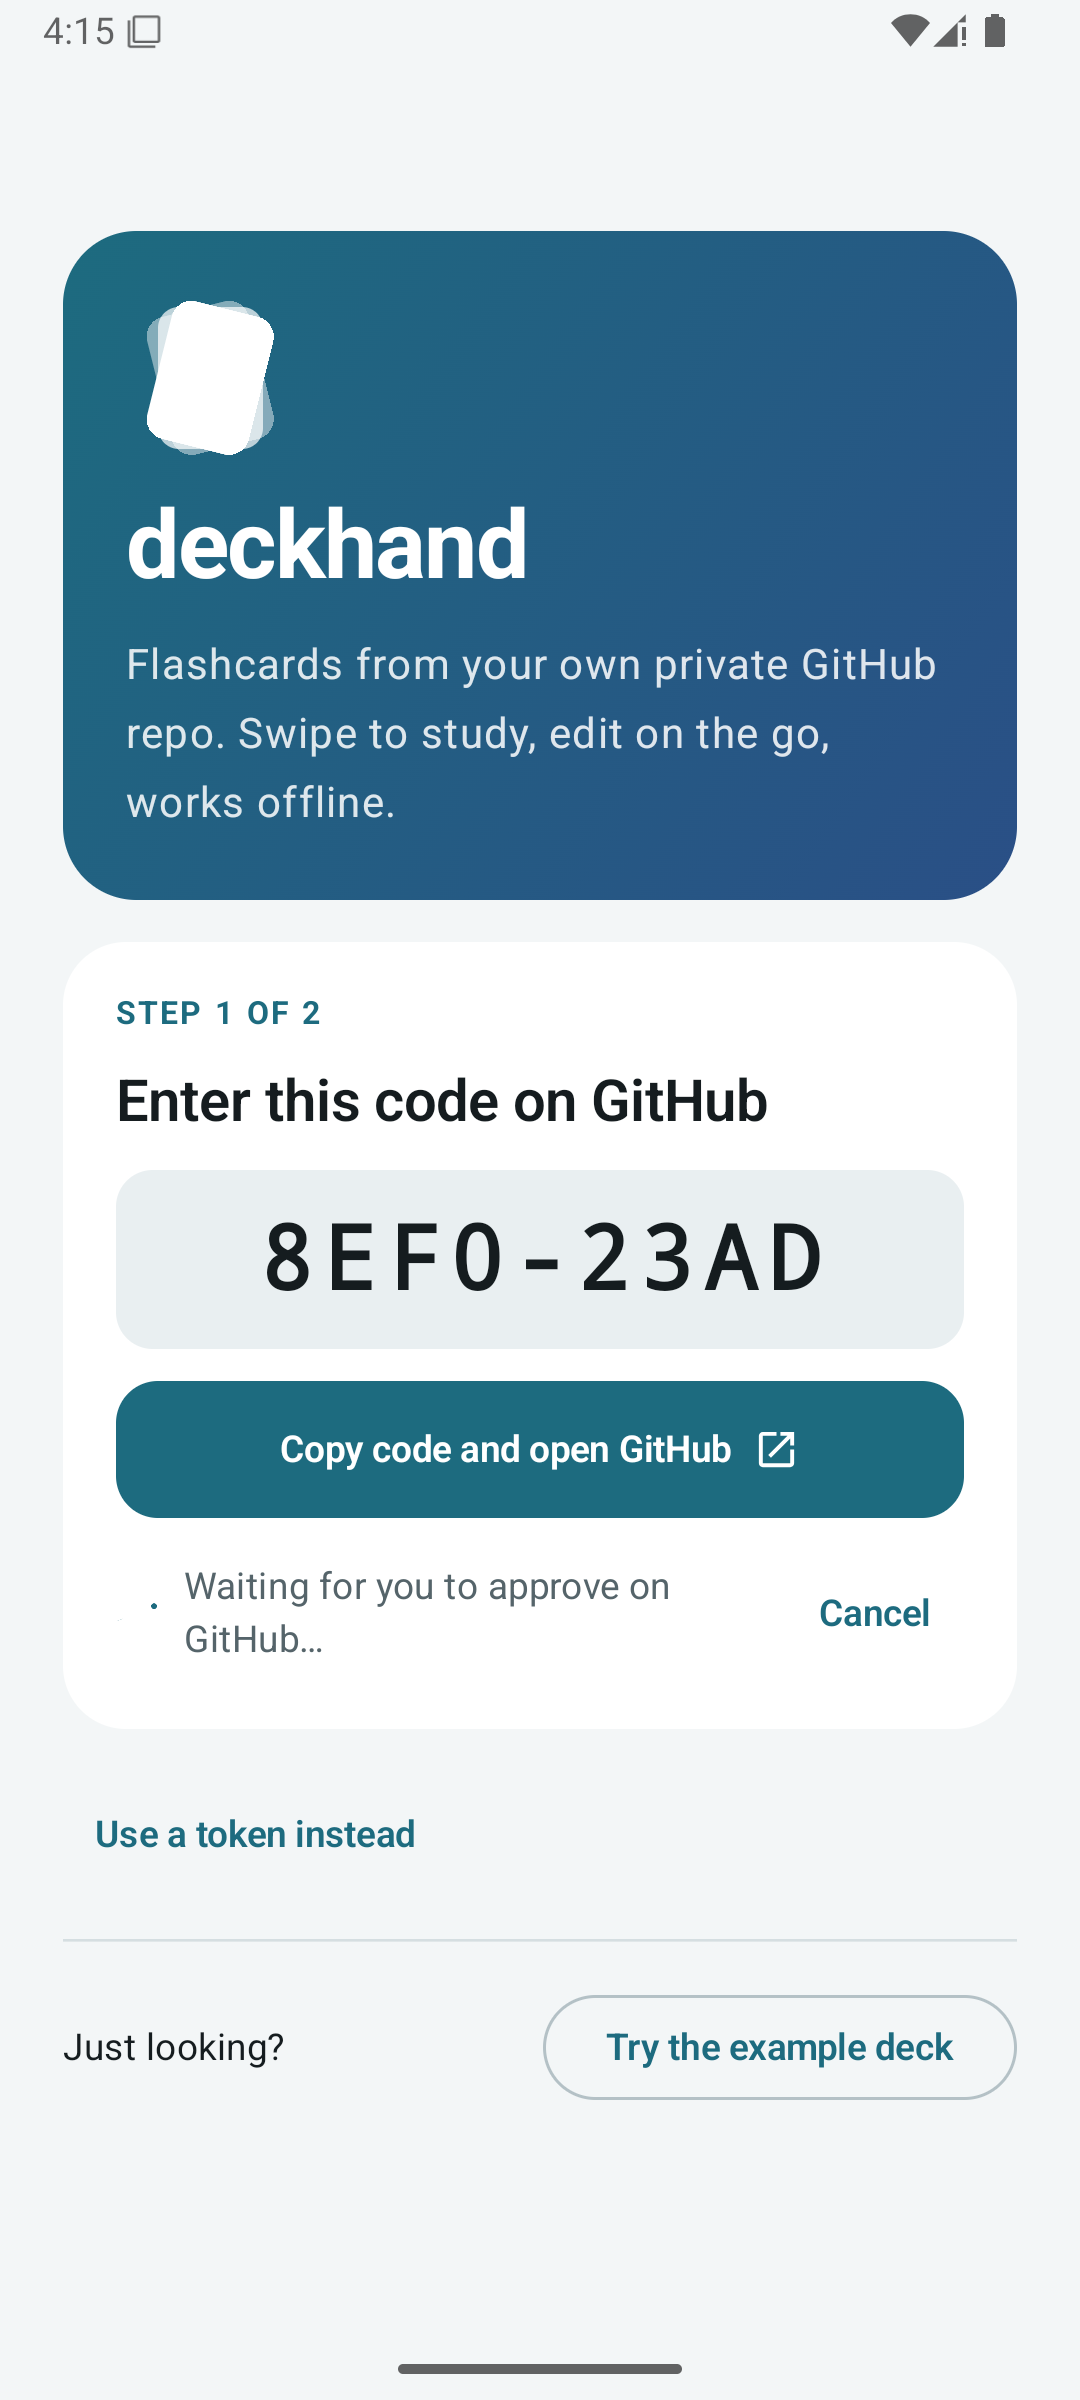 4:15
deckhand
Flashcards from your own private GitHub
repo. Swipe to study, edit on the go,
works offline.
STEP 1 OF 2
Enter this code on GitHub
8EF0-23AD
Copy code and open GitHub
Waiting for you to approve on
GitHub…
Cancel
Use a token instead
Just looking?
Try the example deck